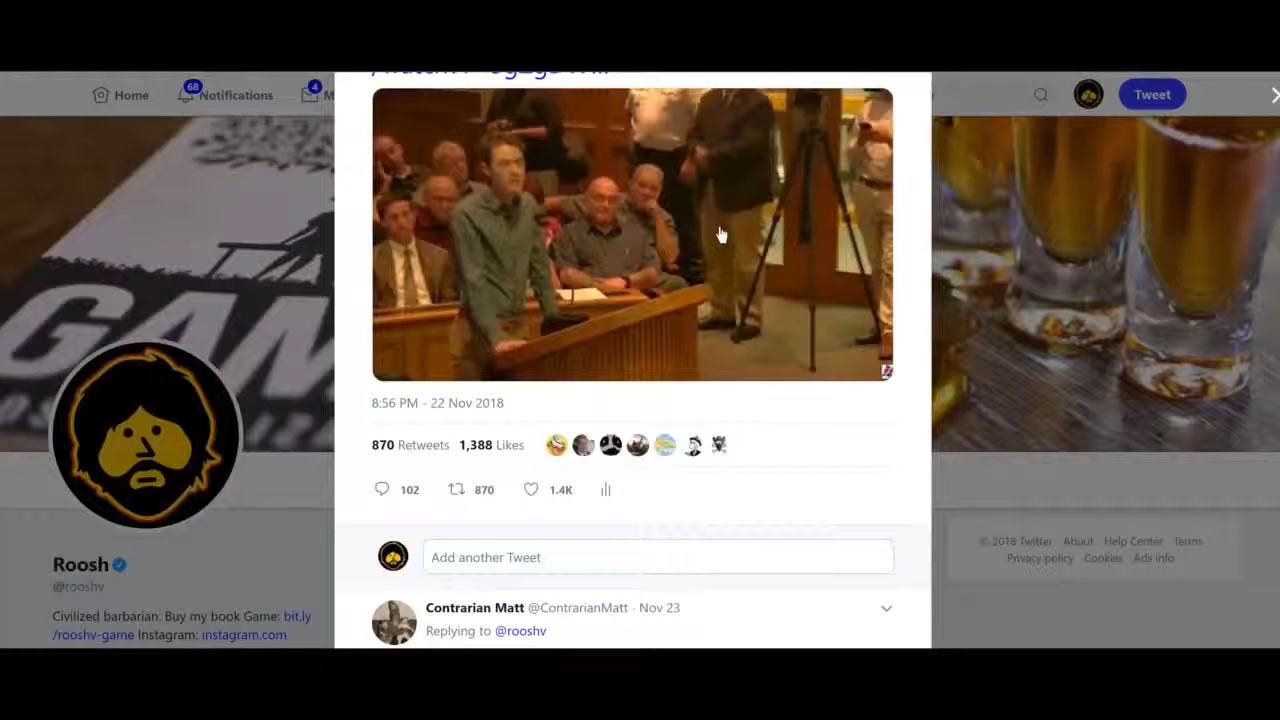 Home
68
Notifications
4
M
Tweet
GAM
8:56 PM - 22 Nov 2018
870 Retweets 1,388 Likes
102 870 1.4K
Add another Tweet
Roosh
@rooshv
Civilized barbarian. Buy my book Game: bit.ly
/rooshv-game Instagram: instagram.com
© 2018 Twitter About Help Center Terms
Privacy policy Cookies Ads info
Contrarian Matt @ContrarianMatt · Nov 23
Replying to @rooshv